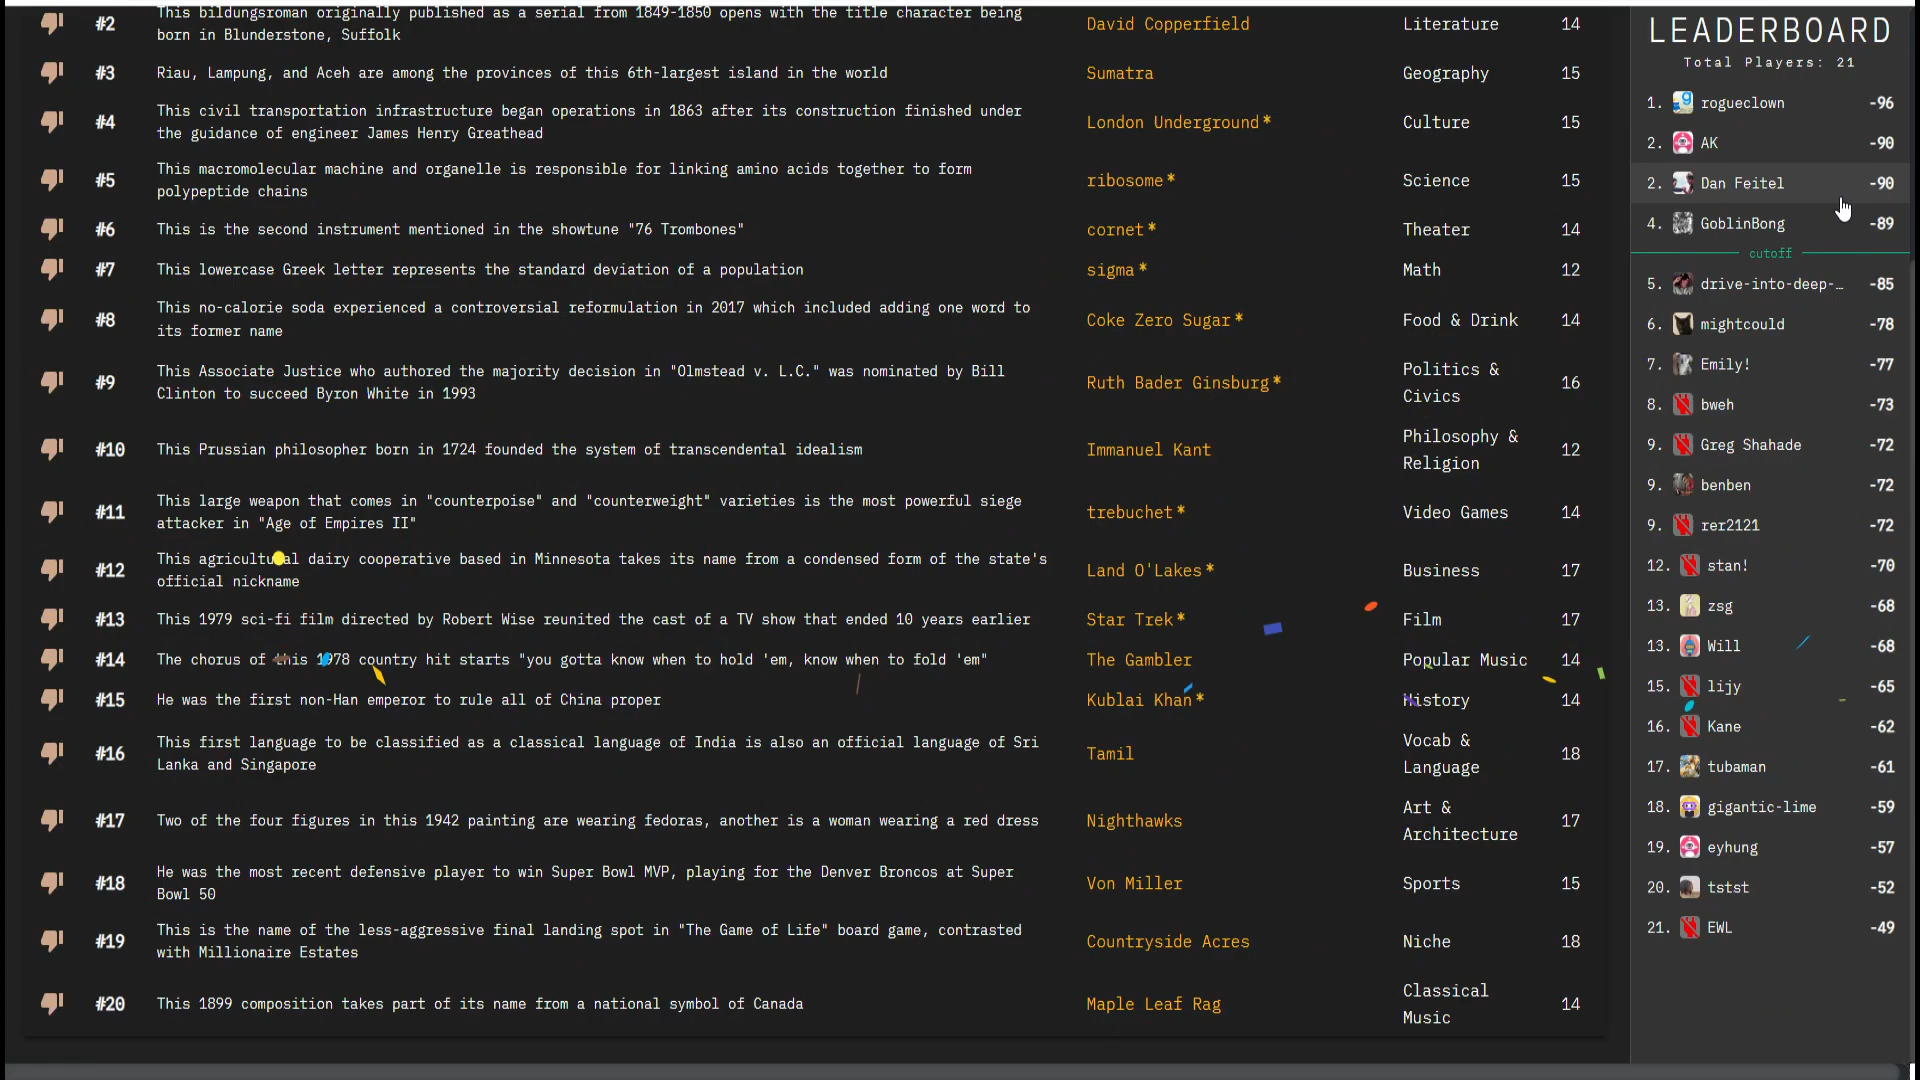 #2
This bildungsroman originally published as a serial from 1849-1850 opens with the title character being
born in Blunderstone, Suffolk
David Copperfield
Literature
14
#3
Riau, Lampung, and Aceh are among the provinces of this 6th-largest island in the world
Sumatra
Geography
15
#4
This civil transportation infrastructure began operations in 1863 after its construction finished under
the guidance of engineer James Henry Greathead
London Underground*
Culture
15
#5
This macromolecular machine and organelle is responsible for linking amino acids together to form
polypeptide chains
ribosome*
Science
15
#6
This is the second instrument mentioned in the showtune "76 Trombones"
cornet*
Theater
14
#7
This lowercase Greek letter represents the standard deviation of a population
sigma*
Math
12
#8
This no-calorie soda experienced a controversial reformulation in 2017 which included adding one word to
its former name
Coke Zero Sugar*
Food & Drink
14
#9
This Associate Justice who authored the majority decision in "Olmstead v. L.C." was nominated by Bill
Clinton to succeed Byron White in 1993
Ruth Bader Ginsburg*
Politics &
Civics
16
#10
This Prussian philosopher born in 1724 founded the system of transcendental idealism
Immanuel Kant
Philosophy &
Religion
12
#11
This large weapon that comes in "counterpoise" and "counterweight" varieties is the most powerful siege
attacker in "Age of Empires II"
trebuchet*
Video Games
14
#12
This agricultural dairy cooperative based in Minnesota takes its name from a condensed form of the state's
official nickname
Land O'Lakes*
Business
17
#13
This 1979 sci-fi film directed by Robert Wise reunited the cast of a TV show that ended 10 years earlier
Star Trek*
Film
17
#14
The chorus of this 1978 country hit starts "you gotta know when to hold 'em, know when to fold 'em"
The Gambler
Popular Music
14
#15
He was the first non-Han emperor to rule all of China proper
Kublai Khan*
History
14
#16
This first language to be classified as a classical language of India is also an official language of Sri
Lanka and Singapore
Tamil
Vocab &
Language
18
#17
Two of the four figures in this 1942 painting are wearing fedoras, another is a woman wearing a red dress
Nighthawks
Art &
Architecture
17
#18
He was the most recent defensive player to win Super Bowl MVP, playing for the Denver Broncos at Super
Bowl 50
Von Miller
Sports
15
#19
This is the name of the less-aggressive final landing spot in "The Game of Life" board game, contrasted
with Millionaire Estates
Countryside Acres
Niche
18
#20
This 1899 composition takes part of its name from a national symbol of Canada
Maple Leaf Rag
Classical
Music
14
LEADERBOARD
Total Players: 21
1. rogueclown -96
2. AK -90
2. Dan Feitel -90
4. GoblinBong -89
cutoff
5. drive-into-deep-… -85
6. mightcould -78
7. Emily! -77
8. bweh -73
9. Greg Shahade -72
9. benben -72
9. rer2121 -72
12. stan! -70
13. zsg -68
13. Will -68
15. lijy -65
16. Kane -62
17. tubaman -61
18. gigantic-lime -59
19. eyhung -57
20. tstst -52
21. EWL -49